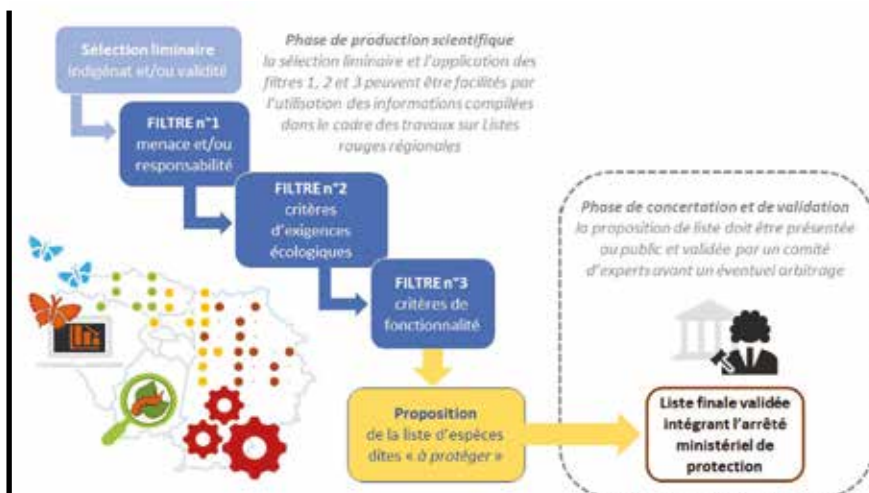 Sélection liminaire
indigénat et/ou validité
Phase de production scientifique
la sélection liminaire et l'application des
filtres 1, 2 et 3 peuvent être facilités par
l'utilisation des informations compilées
dans le cadre des travaux sur Listes
rouges régionales
FILTRE n°1
menace et/ou
responsabilité
FILTRE n°2
critères
d'exigences
écologiques
FILTRE n°3
critères de
fonctionnalité
Proposition
de la liste d'espèces
dites « à protéger »
Phase de concertation et de validation
la proposition de liste doit être présentée
au public et validée par un comité
d'experts avant un éventuel arbitrage
Liste finale validée
intégrant l'arrêté
ministériel de
protection